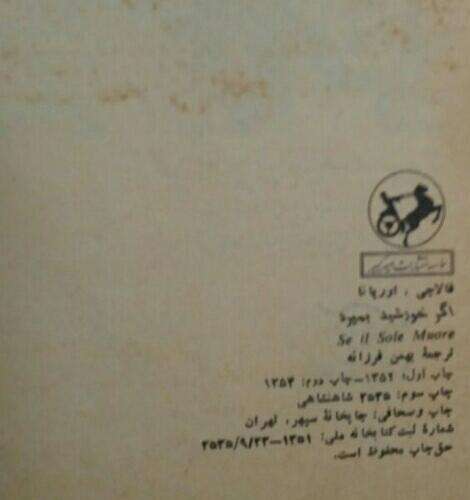 مؤسسه انتشارات امیرکبیر
فالاچی ، اوریانا
اگر خورشید بمیرد
Se il Sole Muore
ترجمهٔ بهمن فرزانه
چاپ اول: ۱۳۵۲-چاپ دوم: ۱۳۵۴
چاپ سوم: ۲۵۳۵ شاهنشاهی
چاپ وصحافی: چاپخانهٔ سپهر، تهران
شمارهٔ ثبت کتابخانه ملی: ۱۳۵۱-۲۵۳۵/۹/۲۳
حق چاپ محفوظ است.